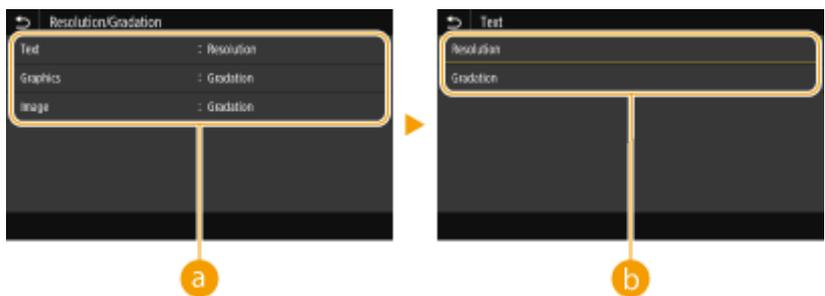 Resolution/Gradation
Text : Resolution
Graphics : Gradation
Image : Gradation
a
Text
Resolution
Gradation
b